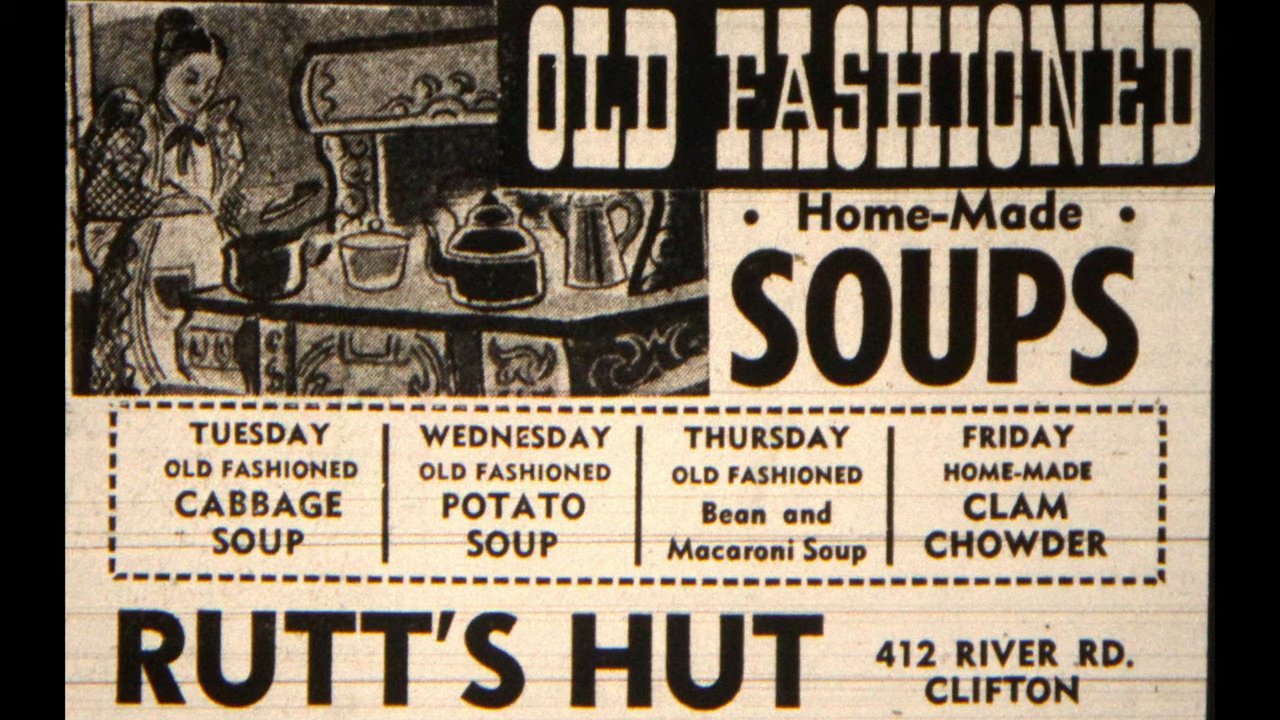 OLD FASHIONED
• Home-Made •
SOUPS
TUESDAY
OLD FASHIONED
CABBAGE
SOUP
WEDNESDAY
OLD FASHIONED
POTATO
SOUP
THURSDAY
OLD FASHIONED
Bean and
Macaroni Soup
FRIDAY
HOME-MADE
CLAM
CHOWDER
RUTT'S HUT
412 RIVER RD.
CLIFTON